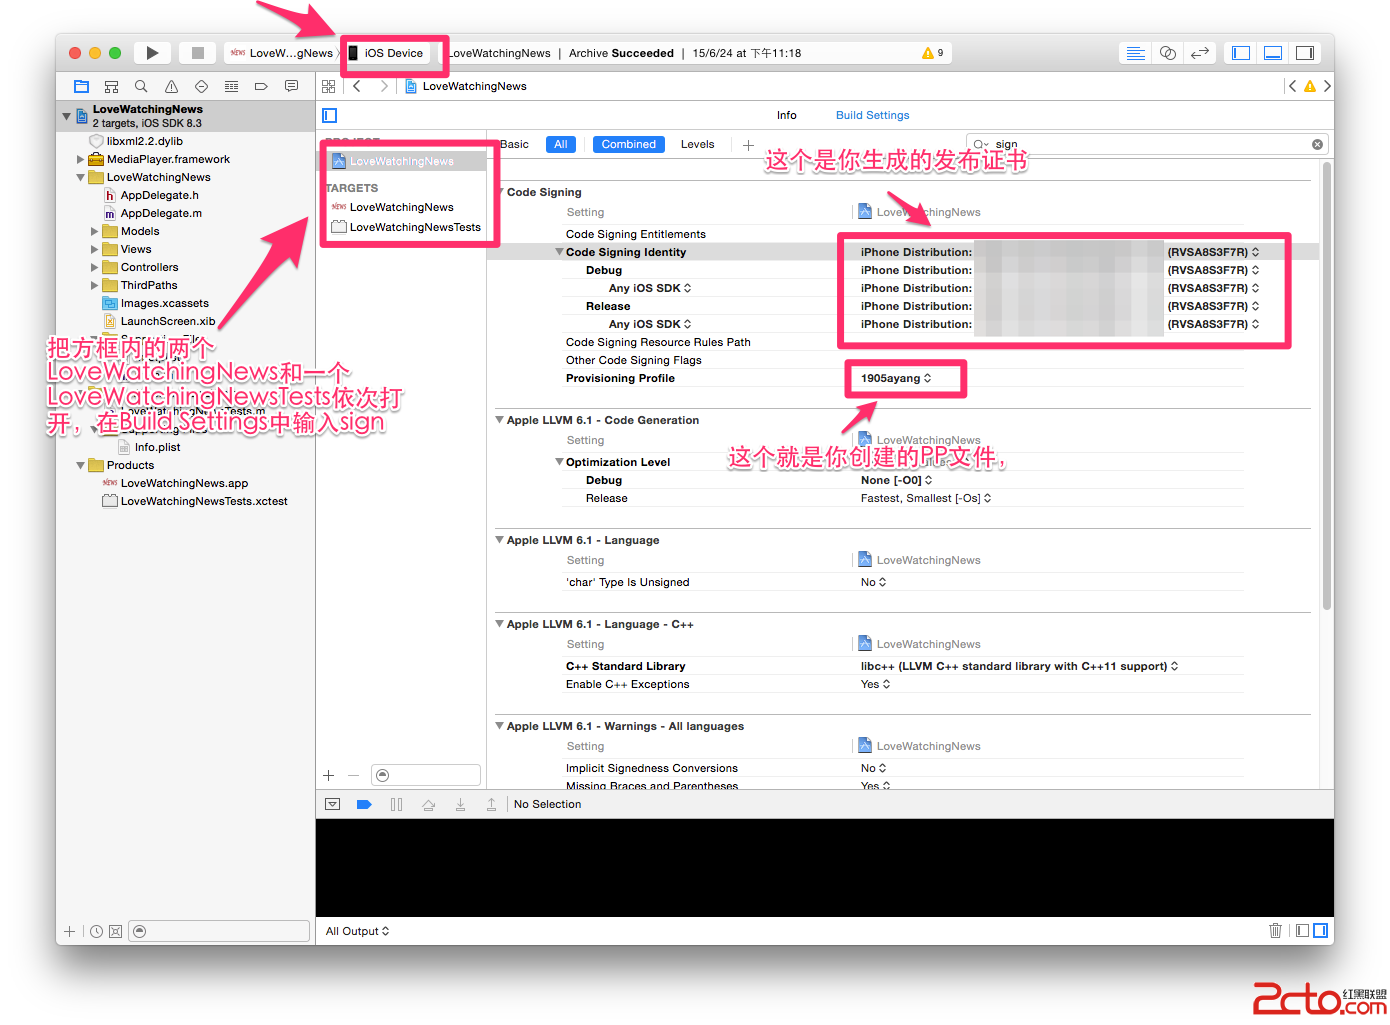 NEWS LoveW...gNews
iOS Device
LoveWatchingNews | Archive Succeeded | 15/6/24 at 下午11:18
9
LoveWatchingNews
LoveWatchingNews
2 targets, iOS SDK 8.3
libxml2.2.dylib
MediaPlayer.framework
LoveWatchingNews
h AppDelegate.h
m AppDelegate.m
Models
Views
Controllers
ThirdPaths
Images.xcassets
LaunchScreen.xib
Info.plist
Products
NEWS LoveWatchingNews.app
LoveWatchingNewsTests.xctest
PROJECT
LoveWatchingNews
TARGETS
NEWS LoveWatchingNews
LoveWatchingNewsTests
把方框内的两个
LoveWatchingNews和一个
LoveWatchingNewsTests依次打
开，在Build Settings中输入sign
Info
Build Settings
Basic
All
Combined
Levels
sign
这个是你生成的发布证书
Code Signing
Setting
LoveWatchingNews
Code Signing Entitlements
Code Signing Identity
iPhone Distribution: (RVSA8S3F7R)
Debug
iPhone Distribution: (RVSA8S3F7R)
Any iOS SDK
iPhone Distribution: (RVSA8S3F7R)
Release
iPhone Distribution: (RVSA8S3F7R)
Any iOS SDK
iPhone Distribution: (RVSA8S3F7R)
Code Signing Resource Rules Path
Other Code Signing Flags
Provisioning Profile
1905ayang
Apple LLVM 6.1 - Code Generation
Setting
LoveWatchingNews
这个就是你创建的PP文件，
Optimization Level
Debug
None [-O0]
Release
Fastest, Smallest [-Os]
Apple LLVM 6.1 - Language
Setting
LoveWatchingNews
'char' Type Is Unsigned
No
Apple LLVM 6.1 - Language - C++
Setting
LoveWatchingNews
C++ Standard Library
libc++ (LLVM C++ standard library with C++11 support)
Enable C++ Exceptions
Yes
Apple LLVM 6.1 - Warnings - All languages
Setting
LoveWatchingNews
Implicit Signedness Conversions
No
Missing Braces and Parentheses
Yes
No Selection
All Output
2cto.com
红黑联盟